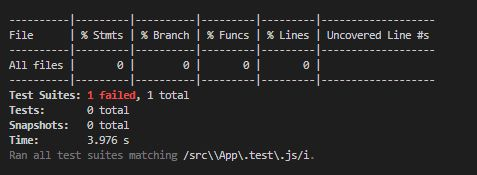 ----------|---------|----------|---------|---------|-------------------
File      | % Stmts | % Branch | % Funcs | % Lines | Uncovered Line #s
----------|---------|----------|---------|---------|-------------------
All files |       0 |        0 |       0 |       0 |
----------|---------|----------|---------|---------|-------------------
Test Suites: 1 failed, 1 total
Tests:       0 total
Snapshots:   0 total
Time:        3.976 s
Ran all test suites matching /src\\App\.test\.js/i.